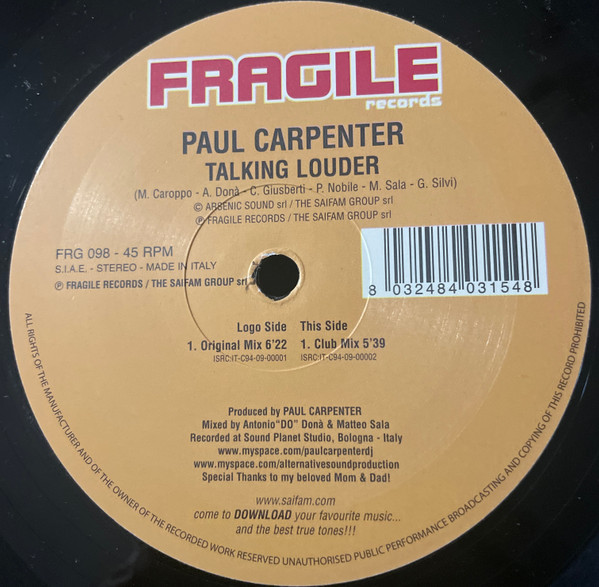 FRAGILE
records
PAUL CARPENTER
TALKING LOUDER
(M. Caroppo - A. Donà - C. Giusberti - P. Nobile - M. Sala - G. Silvi)
© ARSENIC SOUND srl / THE SAIFAM GROUP srl
℗ FRAGILE RECORDS / THE SAIFAM GROUP srl
FRG 098 - 45 RPM
S.I.A.E. - STEREO - MADE IN ITALY
℗ FRAGILE RECORDS / THE SAIFAM GROUP srl
8 032484 031548
Logo Side
1. Original Mix 6'22
ISRC:IT-C94-09-00001
This Side
1. Club Mix 5'39
ISRC:IT-C94-09-00002
Produced by PAUL CARPENTER
Mixed by Antonio"DO" Donà & Matteo Sala
Recorded at Sound Planet Studio, Bologna - Italy
www.myspace.com/paulcarpenterdj
www.myspace.com/alternativesoundproduction
Special Thanks to my beloved Mom & Dad!
www.saifam.com
come to DOWNLOAD your favourite music...
and the best true tones!!!
ALL RIGHTS OF THE MANUFACTURER AND OF THE OWNER OF THE RECORDED WORK RESERVED UNAUTHORISED PUBLIC PERFORMANCE BROADCASTING AND COPYING OF THIS RECORD PROHIBITED